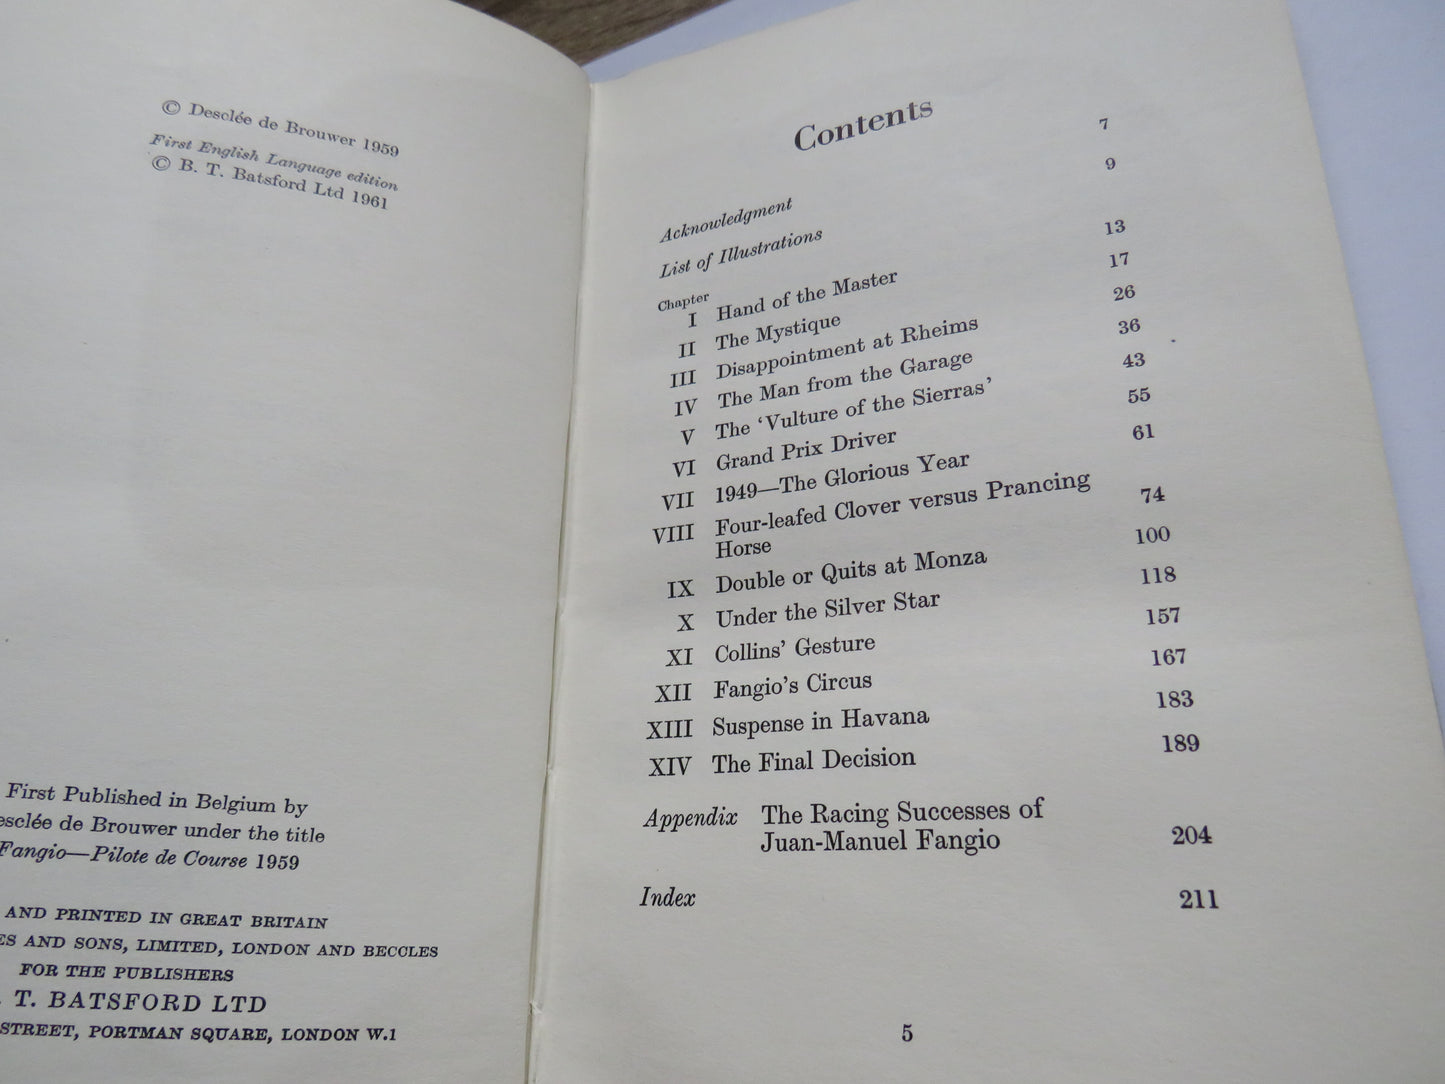 © Desclée de Brouwer 1959
First English Language edition
© B. T. Batsford Ltd 1961
First Published in Belgium by
de Brouwer under the title
Fangio—Pilote de Course 1959
AND PRINTED IN GREAT BRITAIN
AND SONS, LIMITED, LONDON AND BECCLES
FOR THE PUBLISHERS
T. BATSFORD LTD
STREET, PORTMAN SQUARE, LONDON W.1
Contents
Acknowledgment 7
List of Illustrations 9
Chapter
I Hand of the Master 13
II The Mystique 17
III Disappointment at Rheims 26
IV The Man from the Garage 36
V The ‘Vulture of the Sierras’ 43
VI Grand Prix Driver 55
VII 1949—The Glorious Year 61
VIII Four-leafed Clover versus Prancing
Horse 74
IX Double or Quits at Monza 100
X Under the Silver Star 118
XI Collins’ Gesture 157
XII Fangio’s Circus 167
XIII Suspense in Havana 183
XIV The Final Decision 189
Appendix The Racing Successes of
Juan-Manuel Fangio 204
Index 211
5